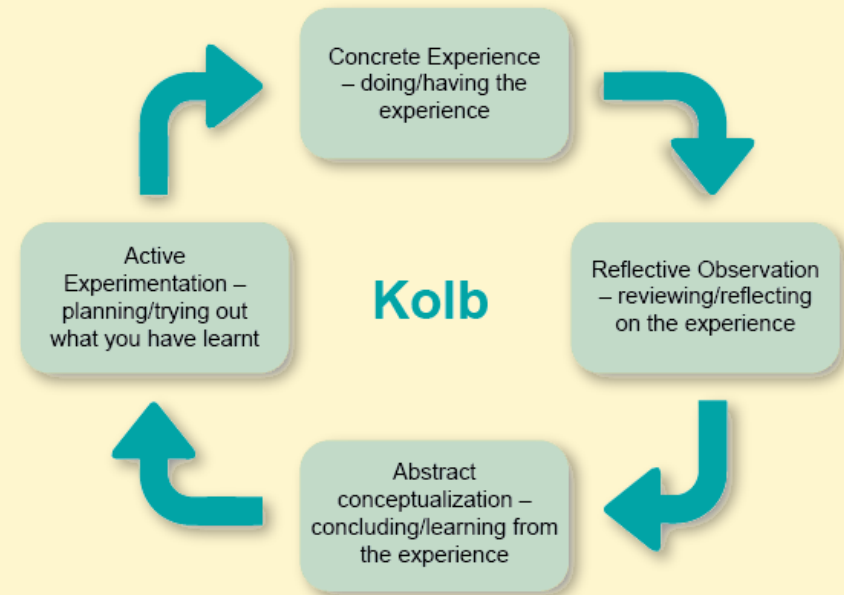 Concrete Experience
– doing/having the
experience
Reflective Observation
– reviewing/reflecting
on the experience
Abstract
conceptualization –
concluding/learning from
the experience
Active
Experimentation –
planning/trying out
what you have learnt
Kolb